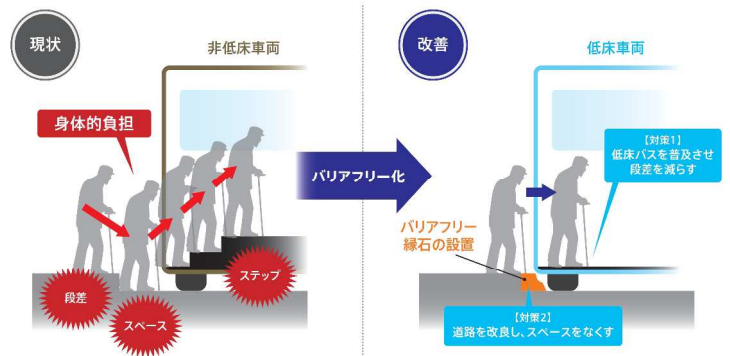 現状
非低床車両
身体的負担
段差
スペース
ステップ
バリアフリー化
改善
低床車両
【対策1】
低床バスを普及させ
段差を減らす
バリアフリー
縁石の設置
【対策2】
道路を改良し、スペースをなくす